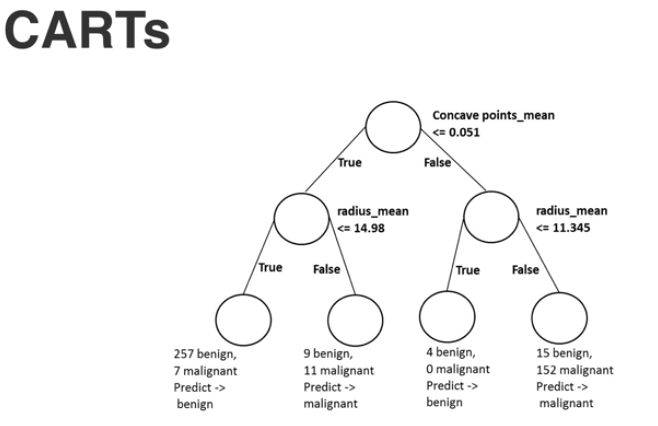 CARTs
Concave points_mean
<= 0.051
True
False
radius_mean
<= 14.98
radius_mean
<= 11.345
True
False
True
False
257 benign,
7 malignant
Predict ->
benign
9 benign,
11 malignant
Predict ->
malignant
4 benign,
0 malignant
Predict ->
benign
15 benign,
152 malignant
Predict ->
malignant